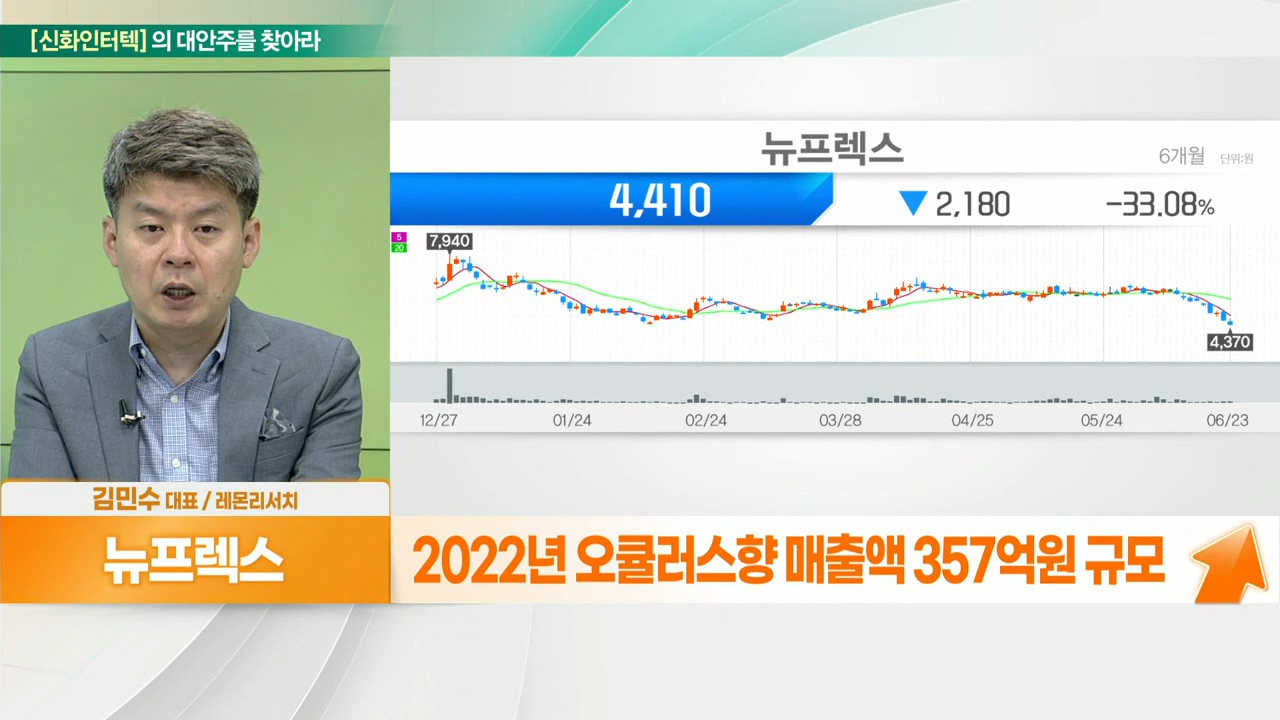 [신화인터텍]의 대안주를 찾아라
뉴프렉스
6개월 단위:원
4,410 ▼ 2,180 -33.08%
5
20
7,940
4,370
12/27 01/24 02/24 03/28 04/25 05/24 06/23
김민수 대표 / 레몬리서치
뉴프렉스
2022년 오큘러스향 매출액 357억원 규모